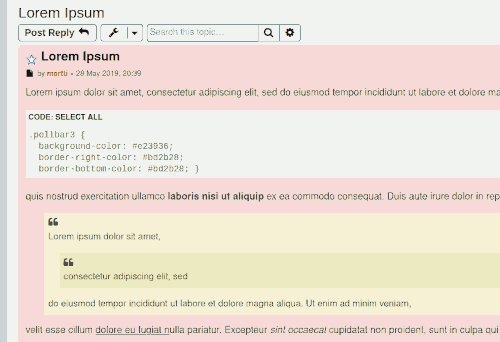 Lorem Ipsum
Post Reply
Search this topic…
Lorem Ipsum
by martti » 28 May 2019, 20:39
Lorem ipsum dolor sit amet, consectetur adipiscing elit, sed do eiusmod tempor incididunt ut labore et dolore ma
CODE: SELECT ALL
.pollbar3 {
background-color: #e23936;
border-right-color: #bd2b28;
border-bottom-color: #bd2b28; }
quis nostrud exercitation ullamco laboris nisi ut aliquip ex ea commodo consequat. Duis aute irure dolor in rep
Lorem ipsum dolor sit amet,
consectetur adipiscing elit, sed
do eiusmod tempor incididunt ut labore et dolore magna aliqua. Ut enim ad minim veniam,
velit esse cillum dolore eu fugiat nulla pariatur. Excepteur sint occaecat cupidatat non proident, sunt in culpa qui